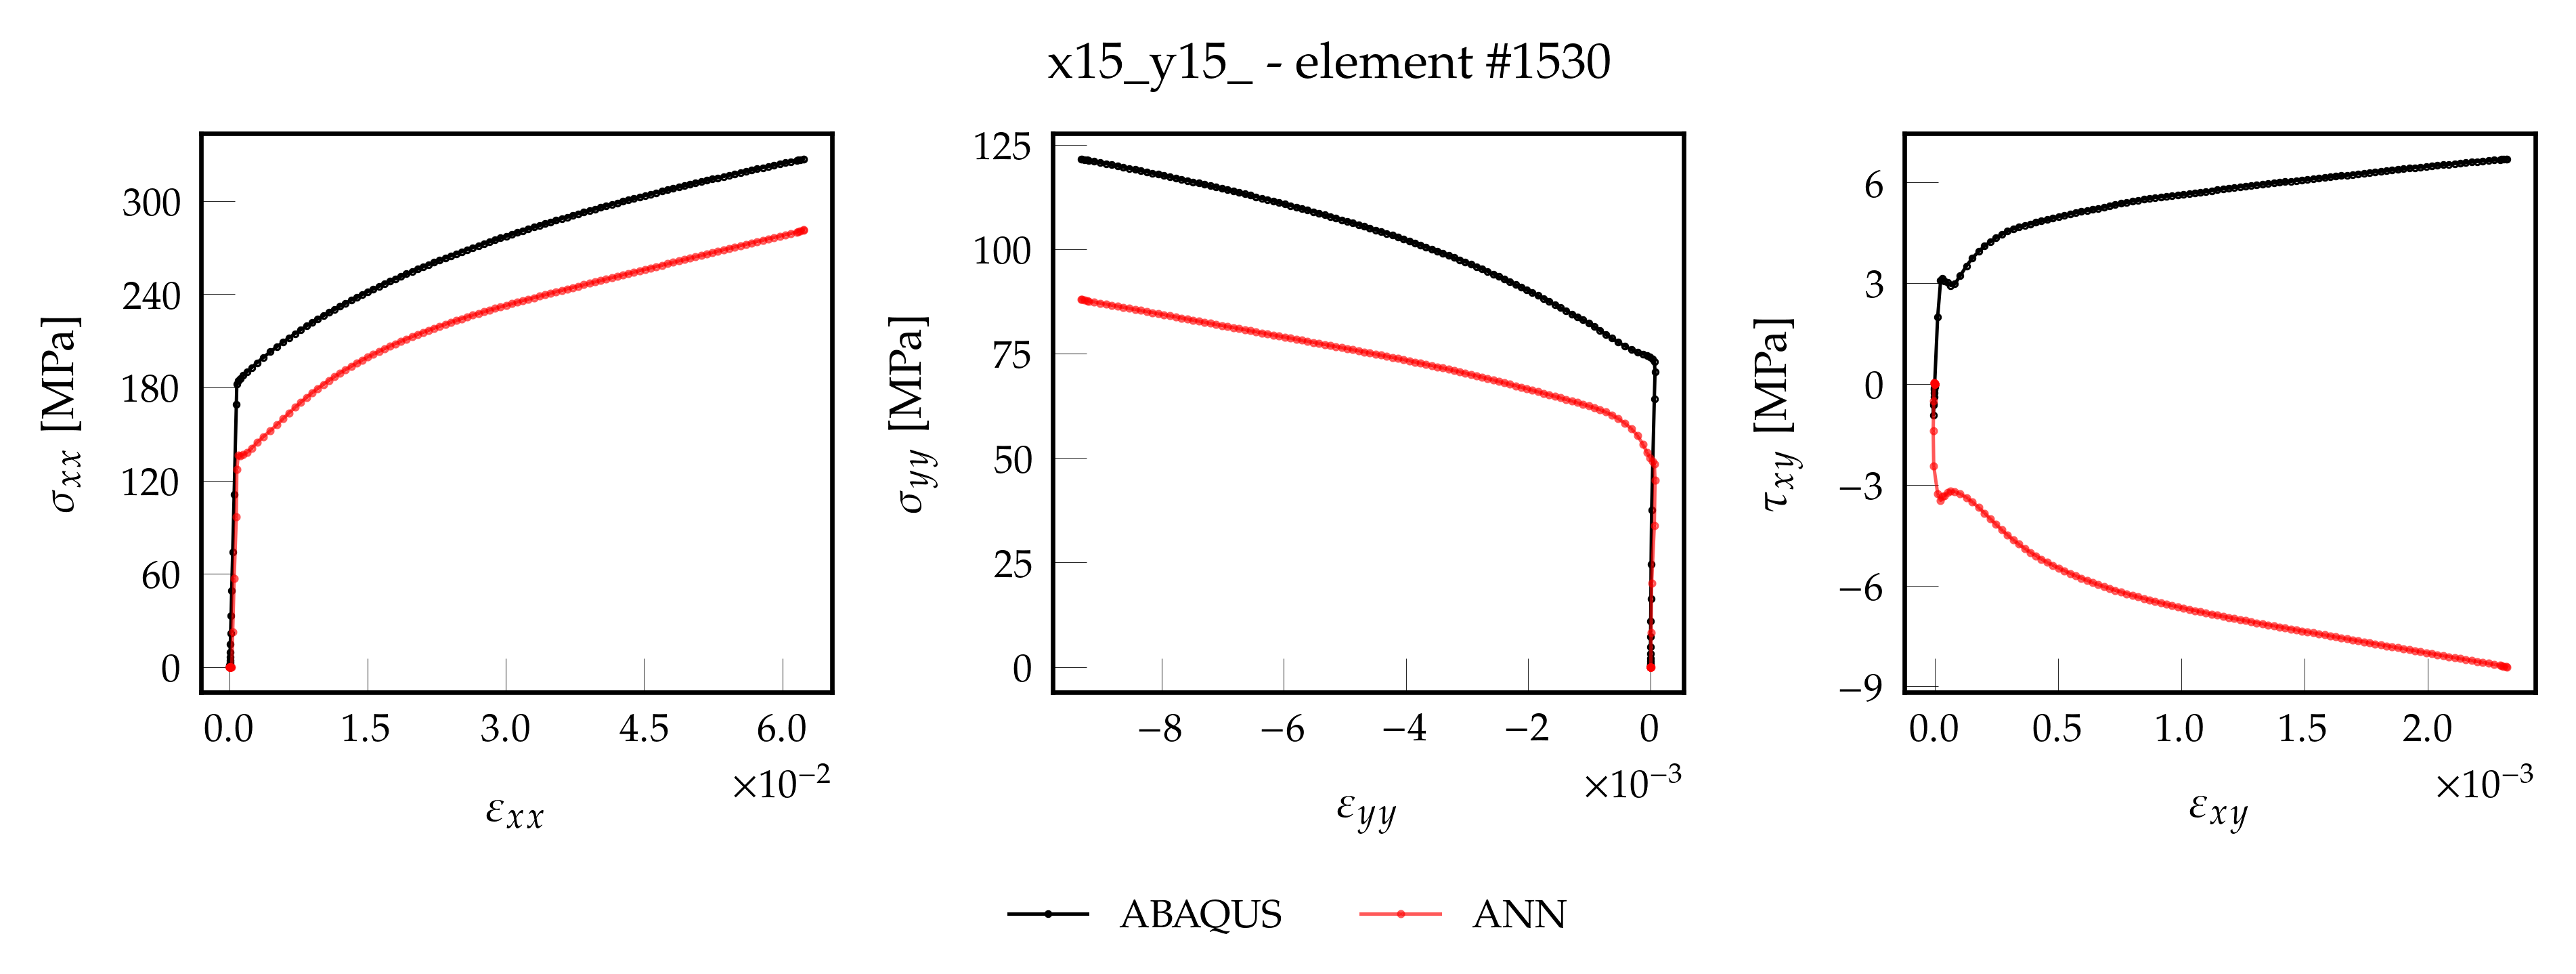 x15_y15_ - element #1530
σxx [MPa]
300
240
180
120
60
0
0.0 1.5 3.0 4.5 6.0
×10⁻²
εxx
σyy [MPa]
125
100
75
50
25
0
−8 −6 −4 −2 0
×10⁻³
εyy
τxy [MPa]
6
3
0
−3
−6
−9
0.0 0.5 1.0 1.5 2.0
×10⁻³
εxy
ABAQUS ANN